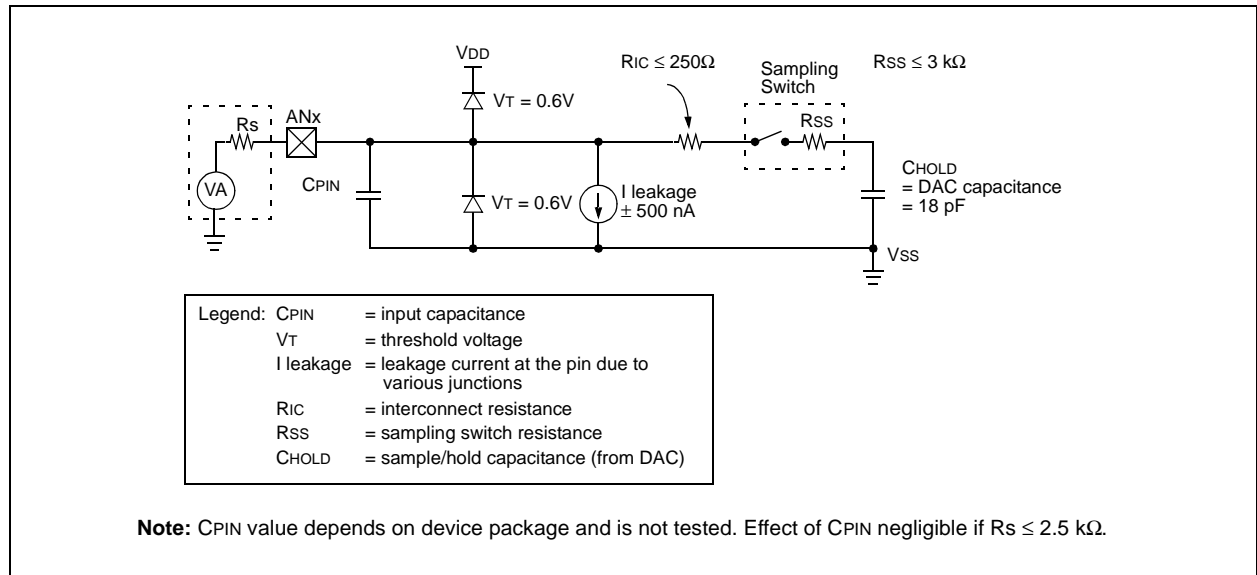 VDD
RIC ≤ 250Ω
Sampling
Switch
RSS ≤ 3 kΩ
VT = 0.6V
Rs
ANx
RSS
VA
CPIN
VT = 0.6V
I leakage
± 500 nA
CHOLD
= DAC capacitance
= 18 pF
VSS
Legend: CPIN = input capacitance
VT = threshold voltage
I leakage = leakage current at the pin due to
various junctions
RIC = interconnect resistance
RSS = sampling switch resistance
CHOLD = sample/hold capacitance (from DAC)
Note: CPIN value depends on device package and is not tested. Effect of CPIN negligible if Rs ≤ 2.5 kΩ.